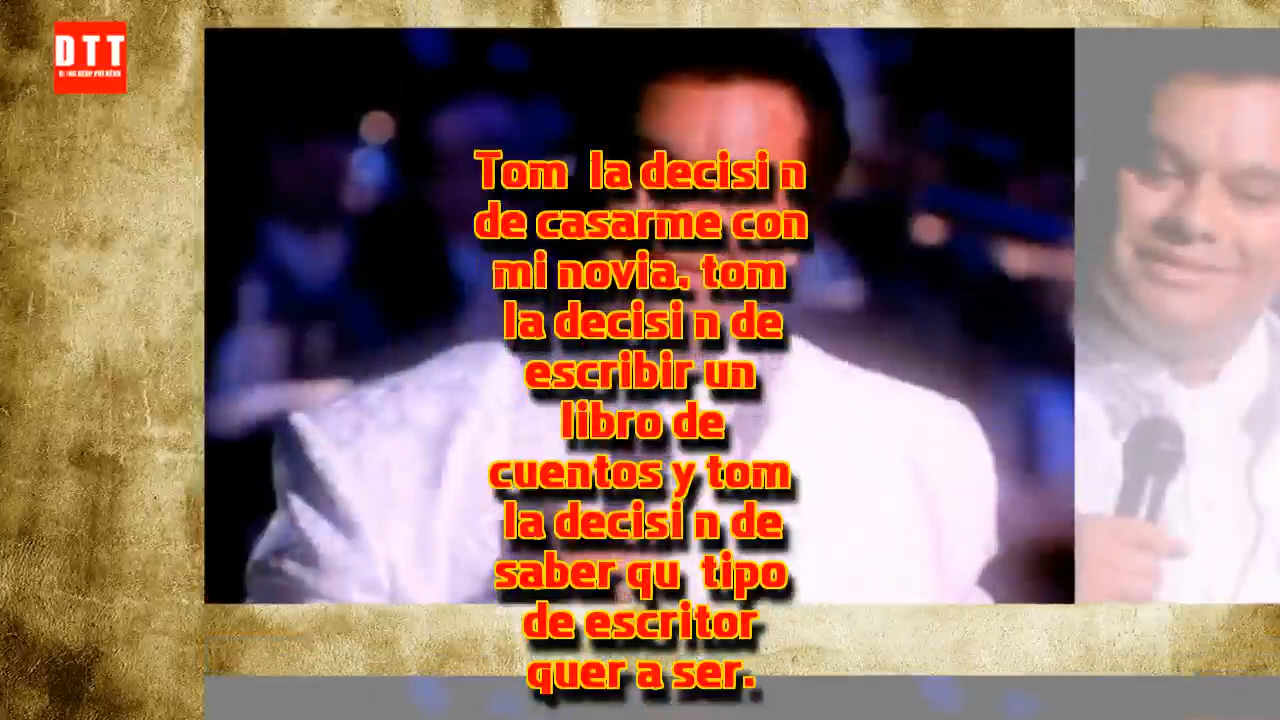 DTT
Tom la decisi n
de casarme con
mi novia, tom
la decisi n de
escribir un
libro de
cuentos y tom
la decisi n de
saber qu tipo
de escritor
quer a ser.